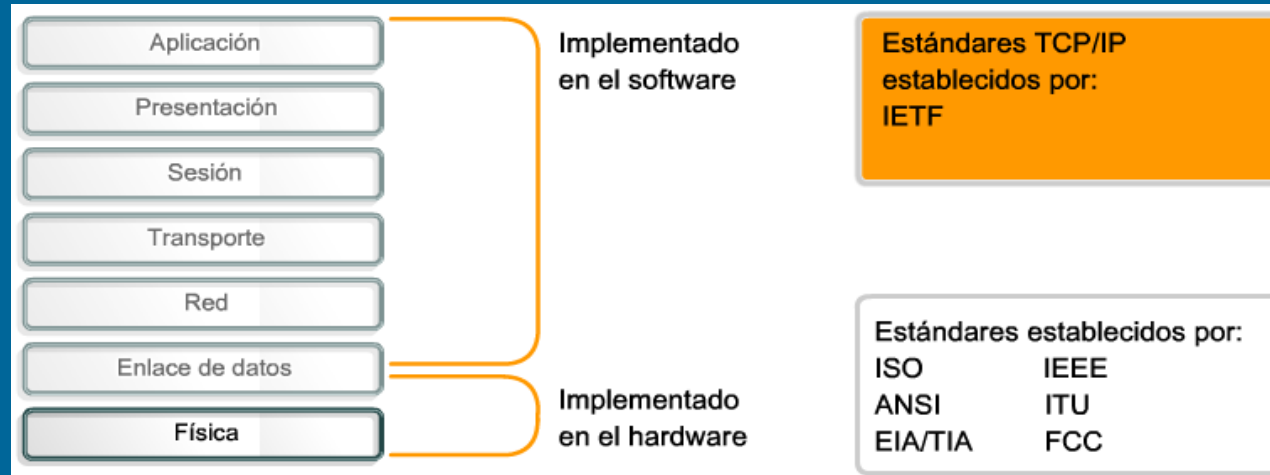 Aplicación
Presentación
Sesión
Transporte
Red
Enlace de datos
Física
Implementado
en el software
Implementado
en el hardware
Estándares TCP/IP
establecidos por:
IETF
Estándares establecidos por:
ISO IEEE
ANSI ITU
EIA/TIA FCC